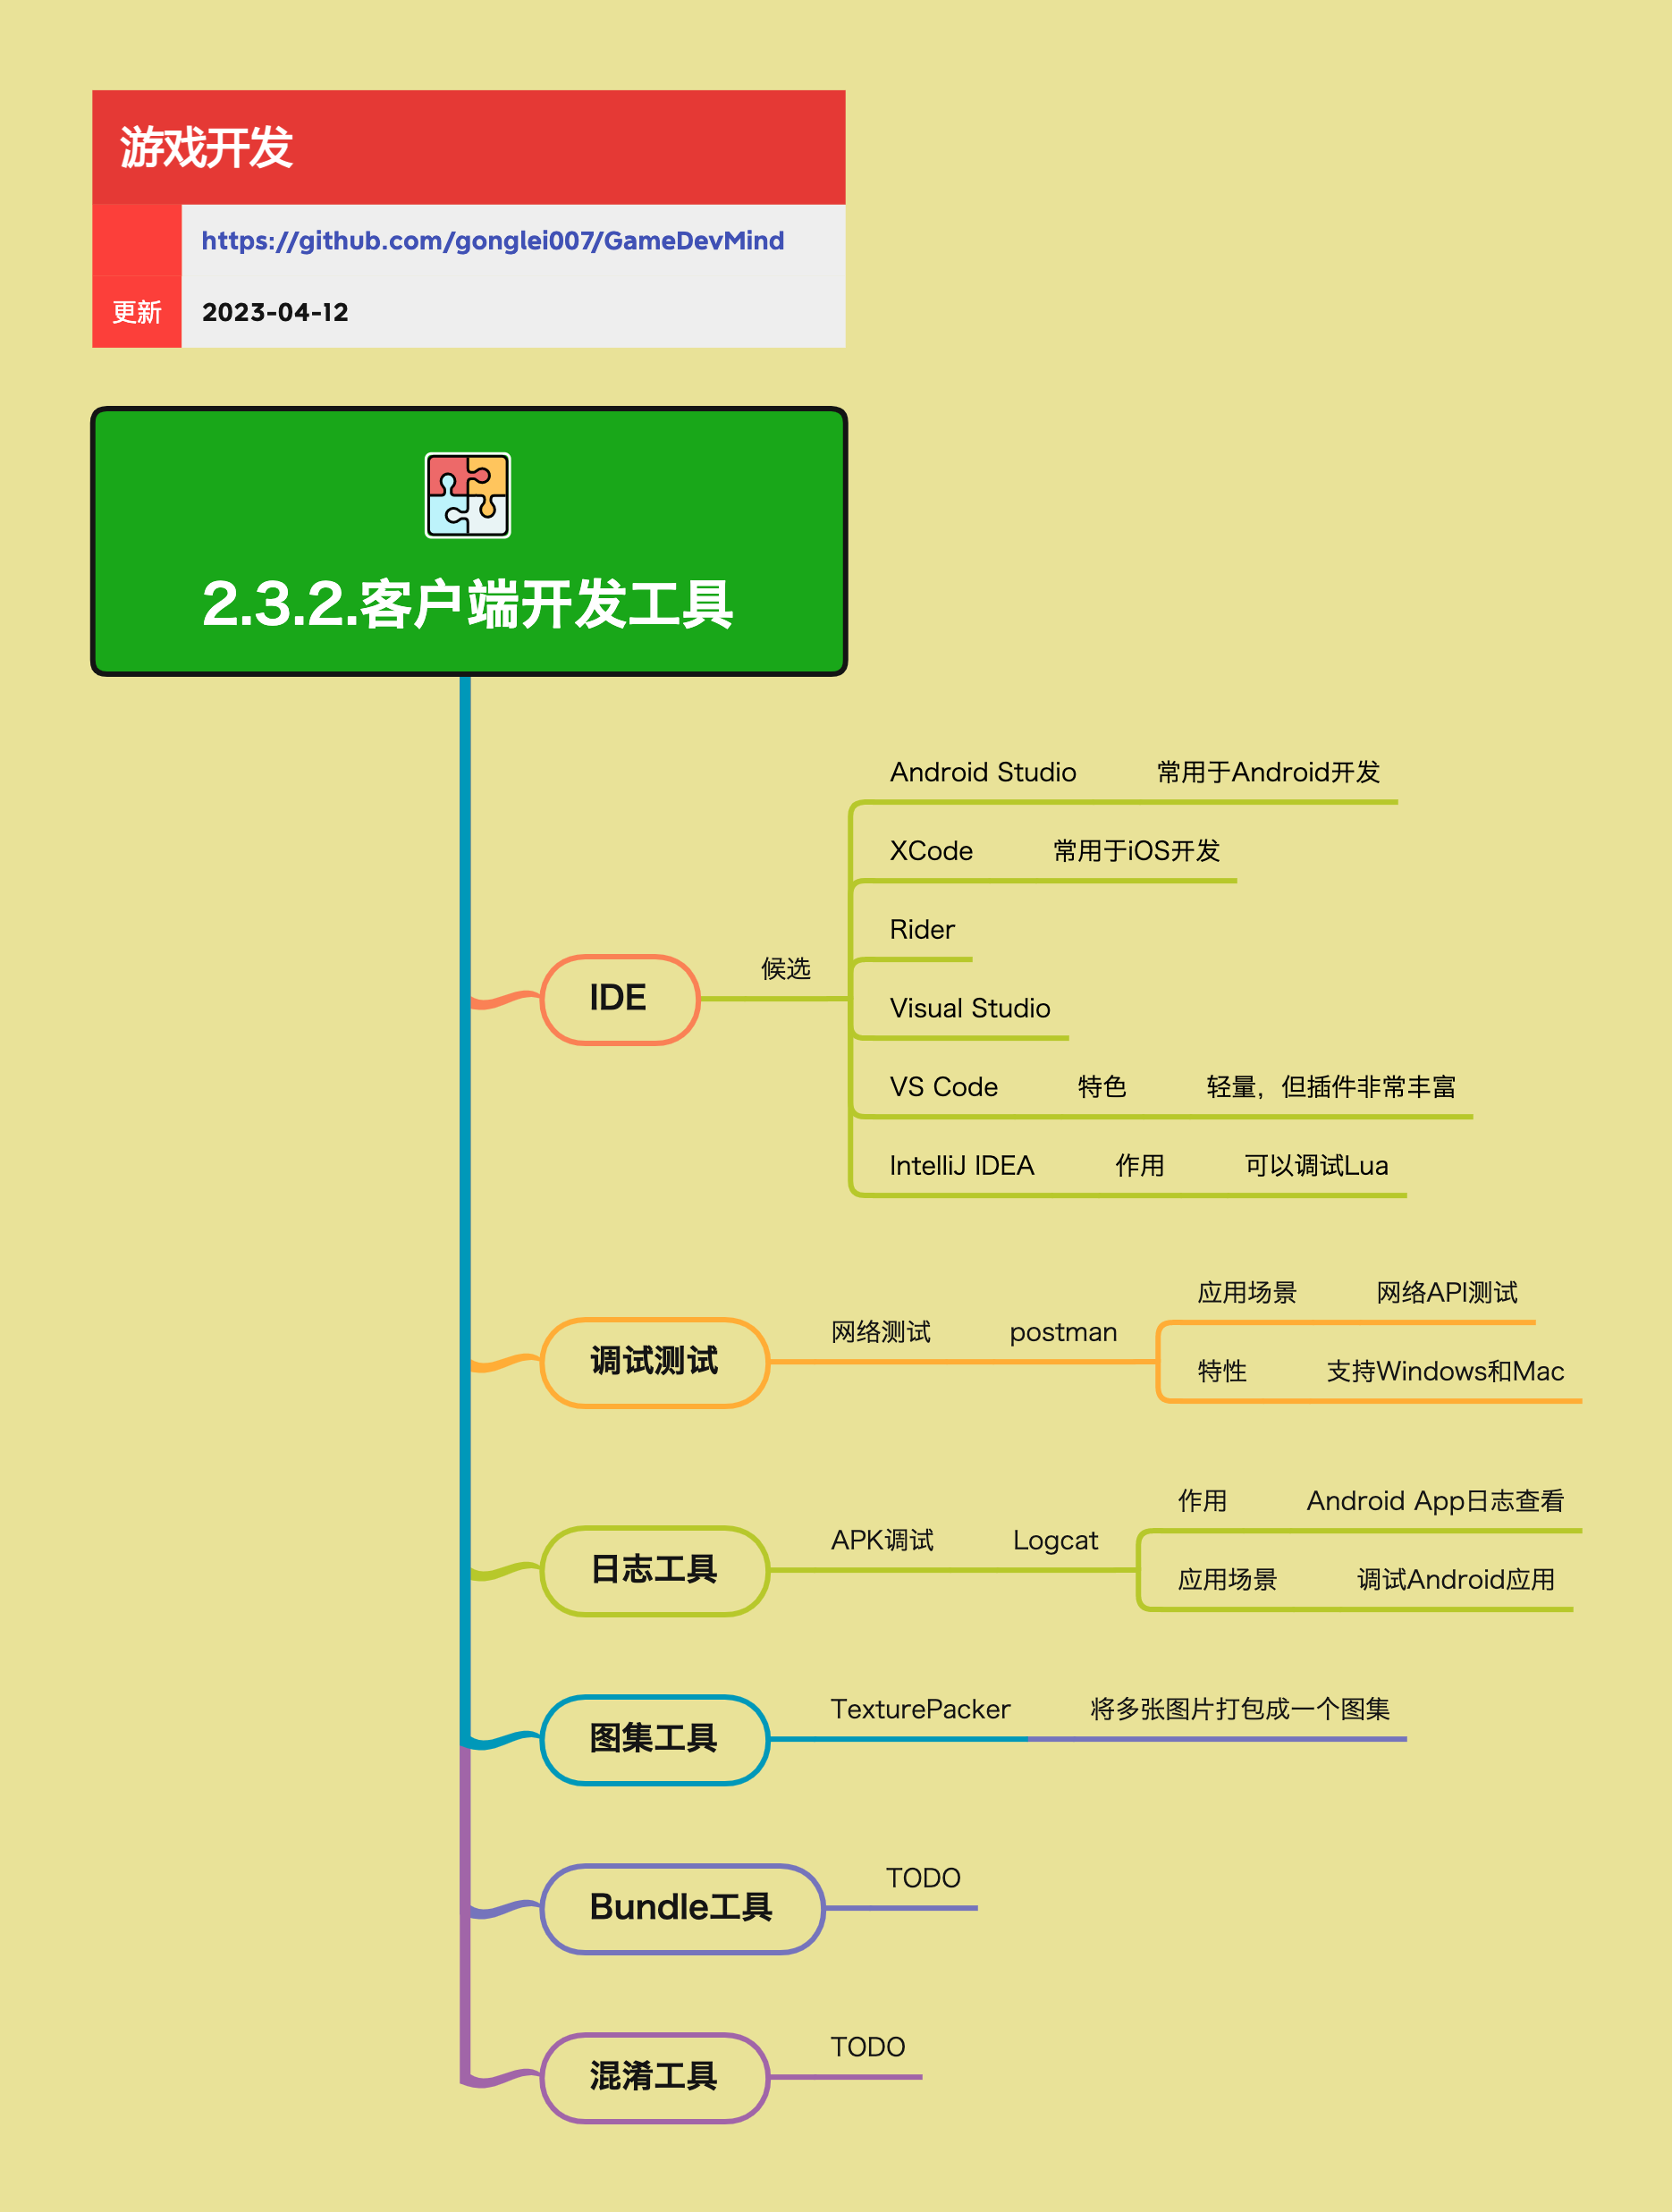 游戏开发
https://github.com/gonglei007/GameDevMind
更新 2023-04-12
2.3.2.客户端开发工具
IDE
候选
Android Studio 常用于Android开发
XCode 常用于iOS开发
Rider
Visual Studio
VS Code 特色 轻量，但插件非常丰富
IntelliJ IDEA 作用 可以调试Lua
调试测试
网络测试 postman
应用场景 网络API测试
特性 支持Windows和Mac
日志工具
APK调试 Logcat
作用 Android App日志查看
应用场景 调试Android应用
图集工具
TexturePacker 将多张图片打包成一个图集
Bundle工具
TODO
混淆工具
TODO